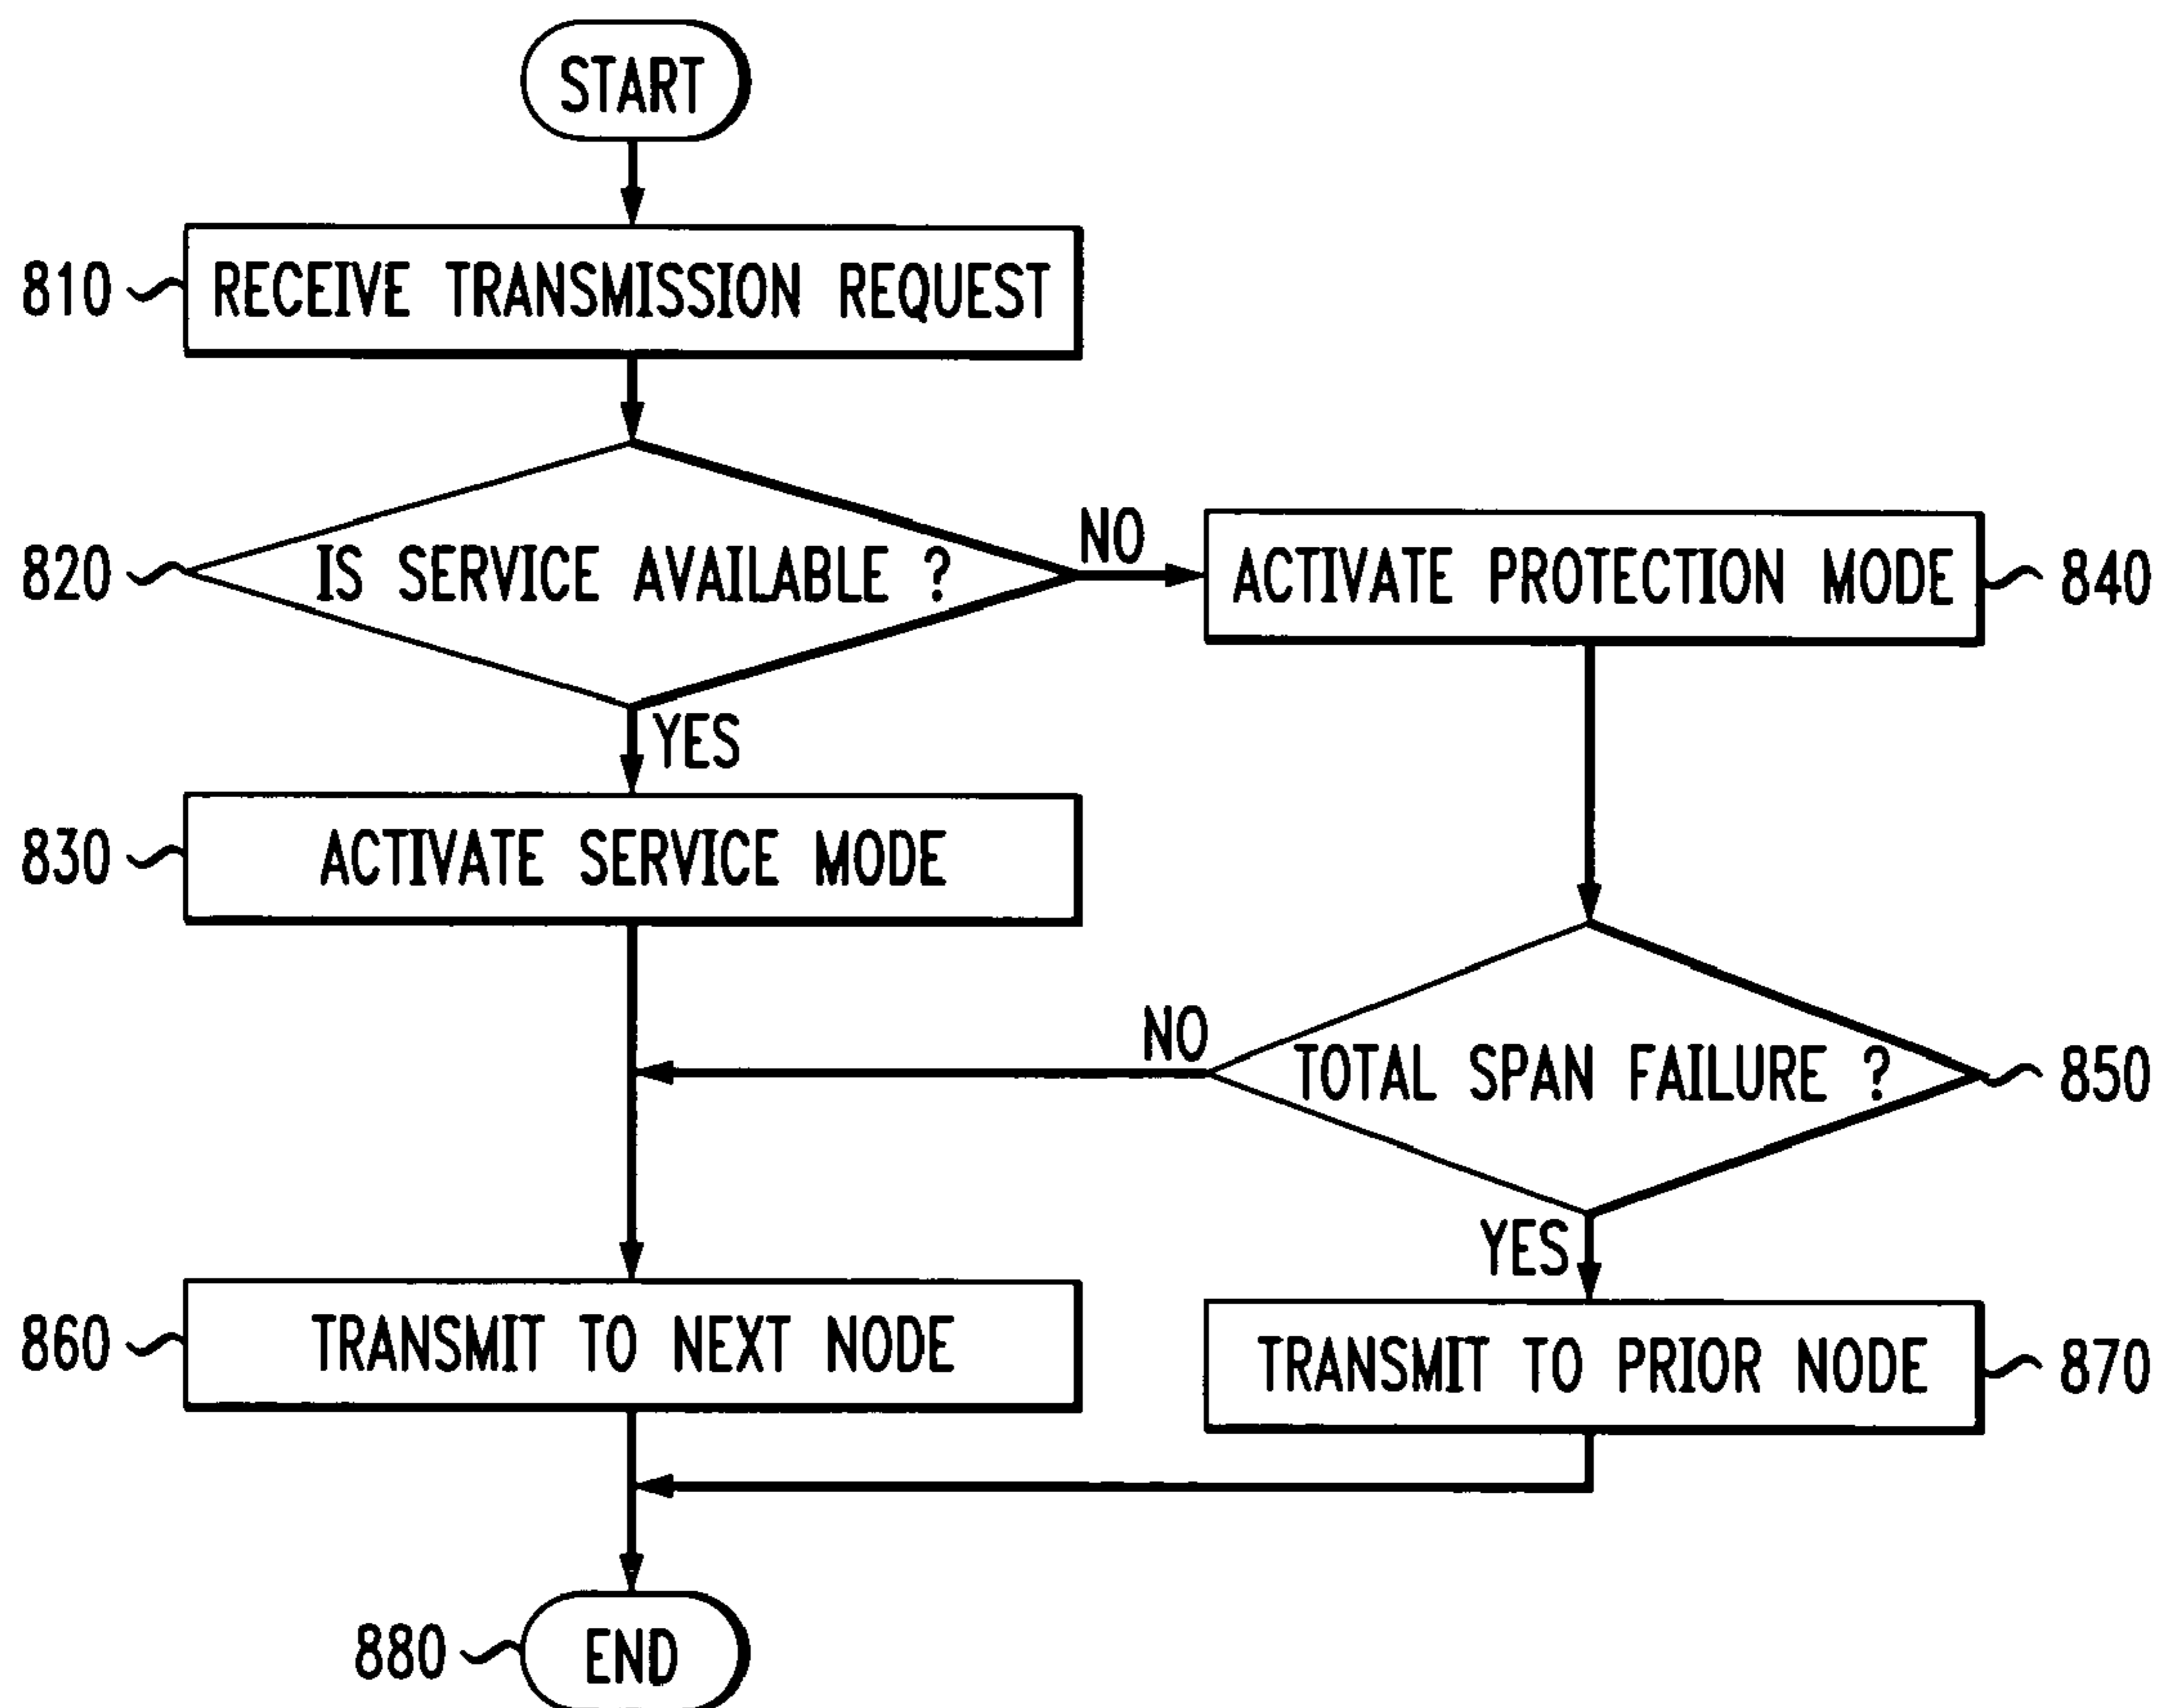 START
810 RECEIVE TRANSMISSION REQUEST
820 IS SERVICE AVAILABLE ?
NO
ACTIVATE PROTECTION MODE 840
YES
830 ACTIVATE SERVICE MODE
NO
TOTAL SPAN FAILURE ? 850
YES
860 TRANSMIT TO NEXT NODE
TRANSMIT TO PRIOR NODE 870
880 END